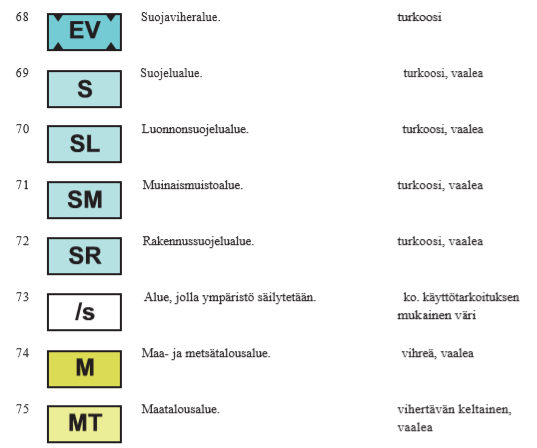 68 EV Suojaviheralue. turkoosi
69 S Suojelualue. turkoosi, vaalea
70 SL Luonnonsuojelualue. turkoosi, vaalea
71 SM Muinaismuistoalue. turkoosi, vaalea
72 SR Rakennussuojelualue. turkoosi, vaalea
73 /s Alue, jolla ympäristö säilytetään. ko. käyttötarkoituksen
mukainen väri
74 M Maa- ja metsätalousalue. vihreä, vaalea
75 MT Maatalousalue. vihertävän keltainen,
vaalea